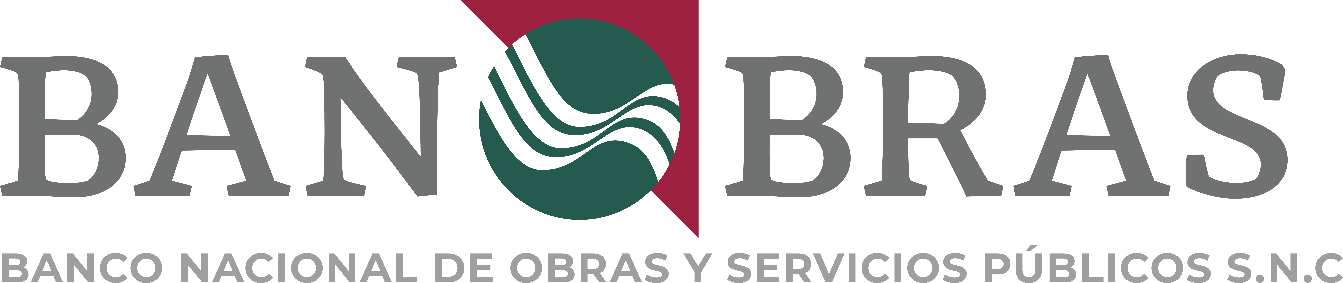 BANOBRAS
BANCO NACIONAL DE OBRAS Y SERVICIOS PÚBLICOS S.N.C